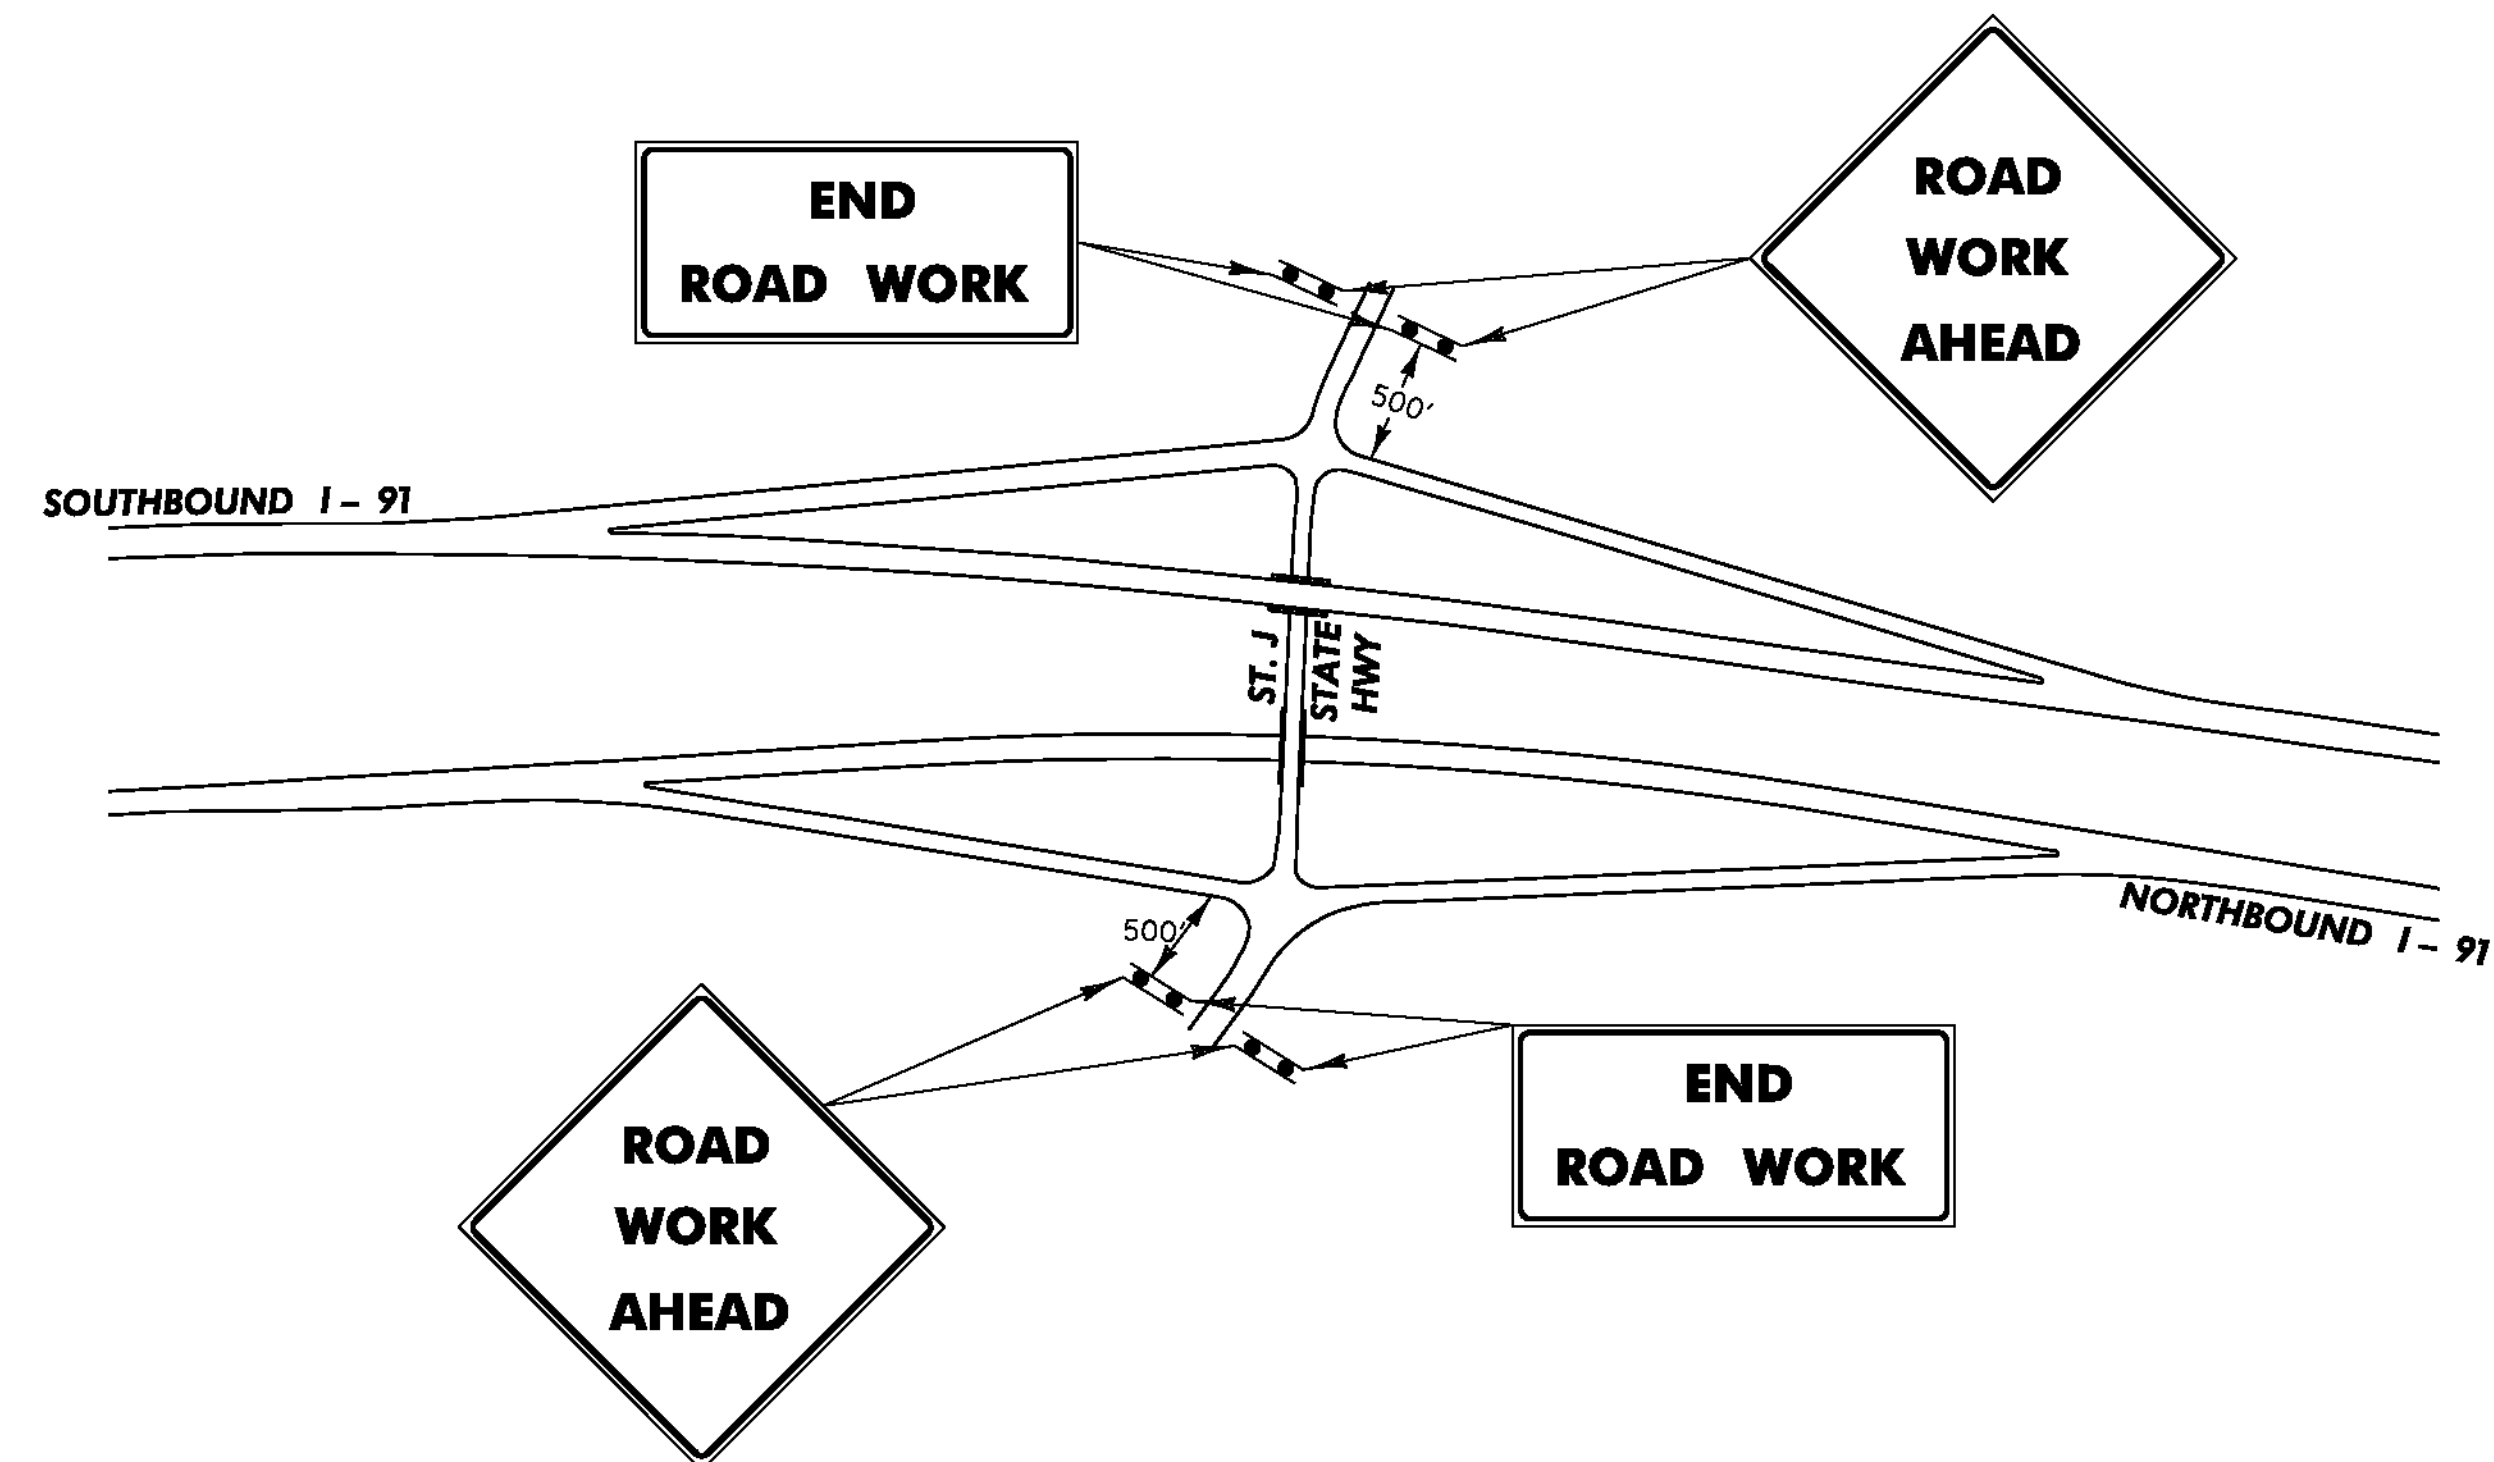 END
ROAD WORK
ROAD
WORK
AHEAD
500'
SOUTHBOUND I - 91
ST. J
STATE
HWY
NORTHBOUND I - 91
500'
ROAD
WORK
AHEAD
END
ROAD WORK